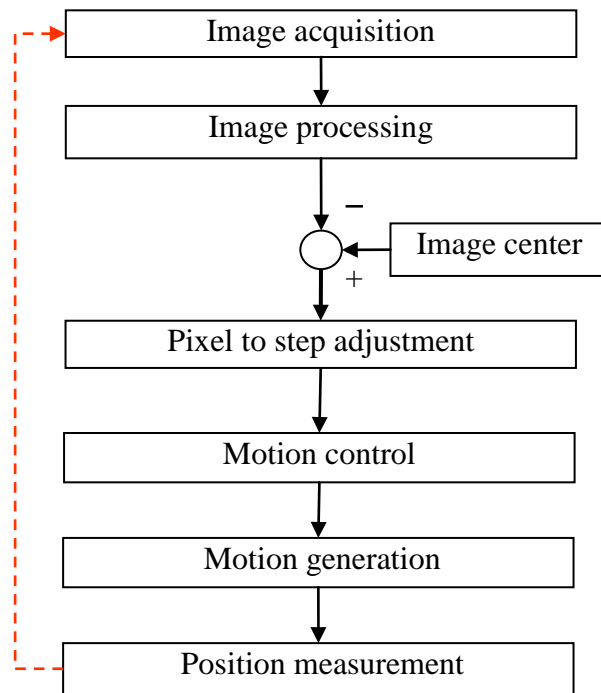 Image acquisition
Image processing
−
Image center
+
Pixel to step adjustment
Motion control
Motion generation
Position measurement